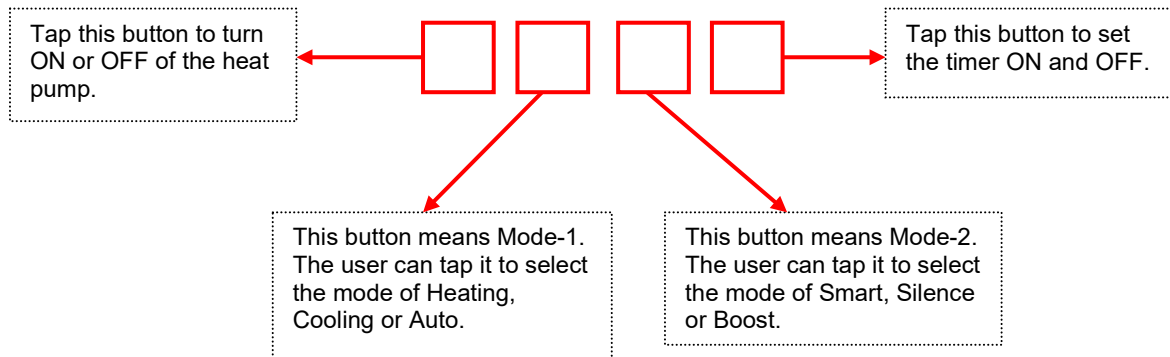 Tap this button to turn
ON or OFF of the heat
pump.
Tap this button to set
the timer ON and OFF.
This button means Mode-1.
The user can tap it to select
the mode of Heating,
Cooling or Auto.
This button means Mode-2.
The user can tap it to select
the mode of Smart, Silence
or Boost.